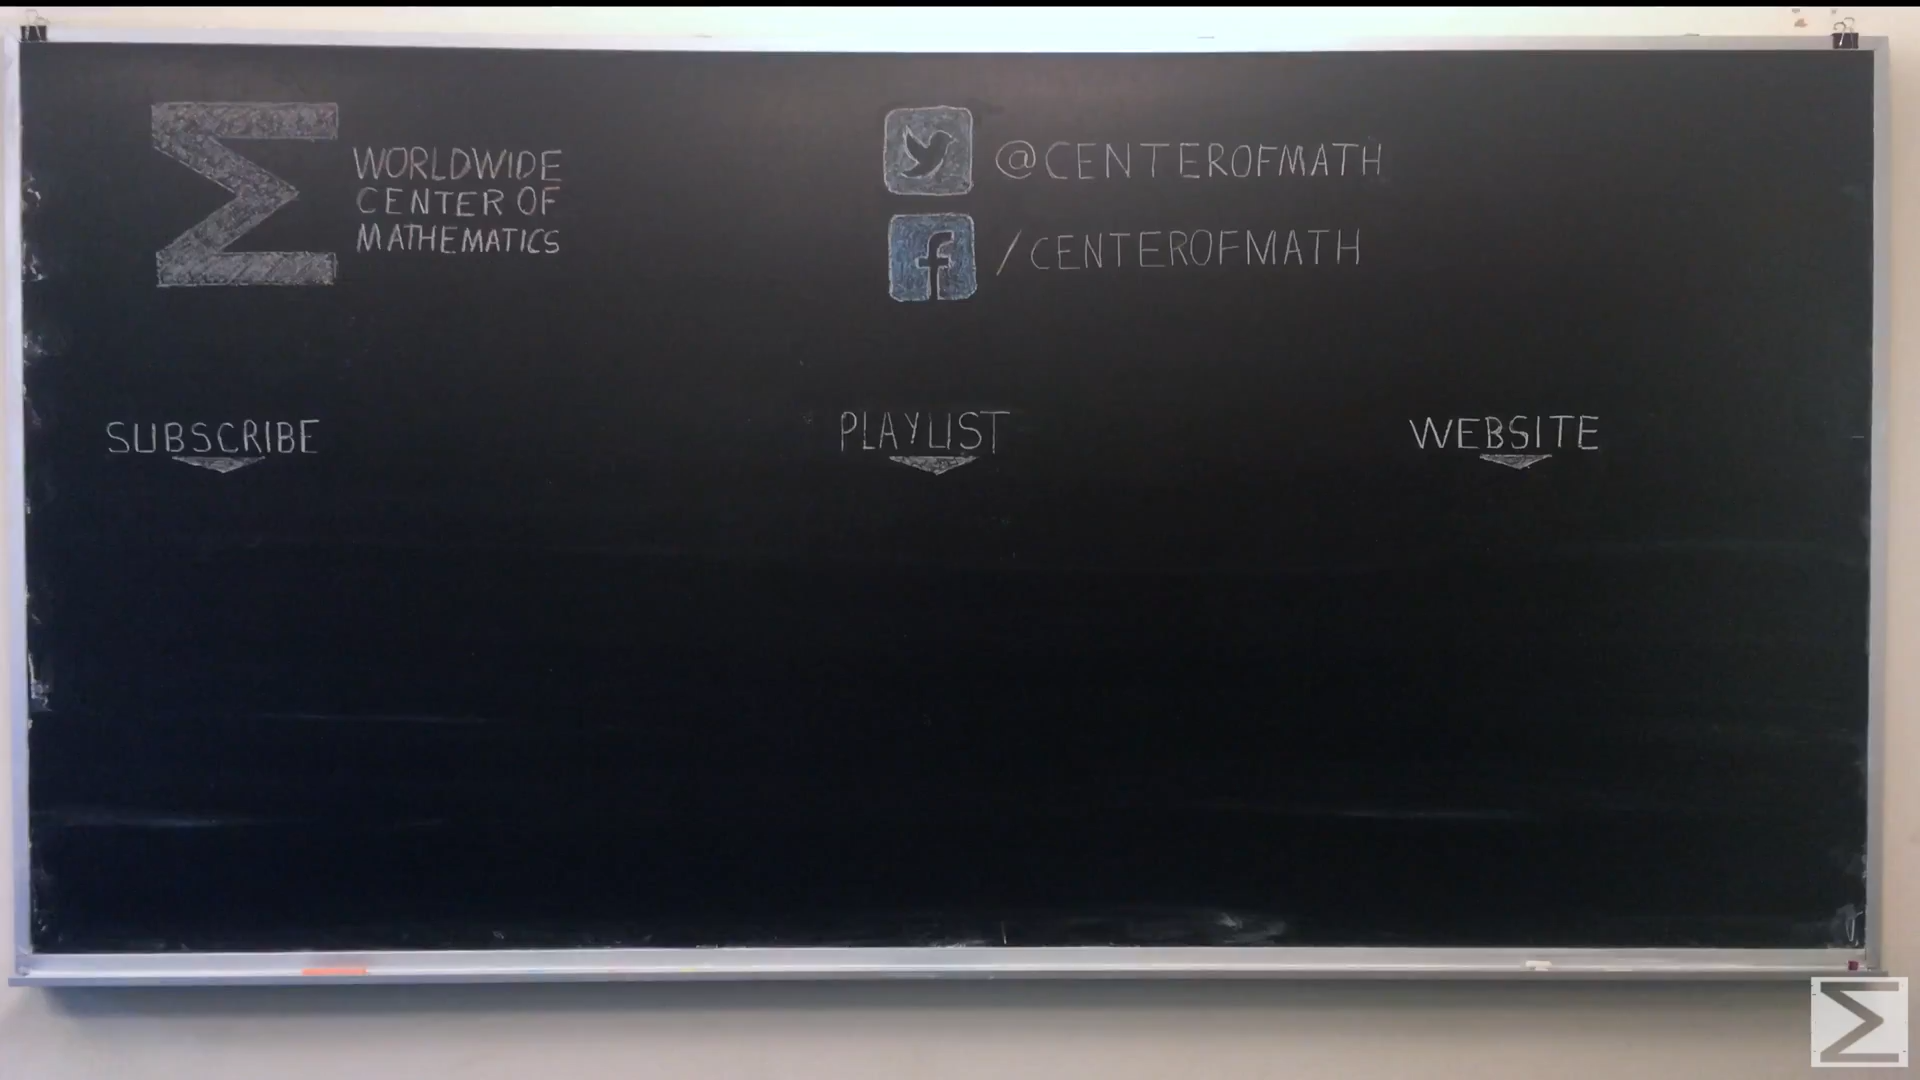 WORLDWIDE
CENTER OF
MATHEMATICS
@CENTEROFMATH
/CENTEROFMATH
SUBSCRIBE
PLAYLIST
WEBSITE